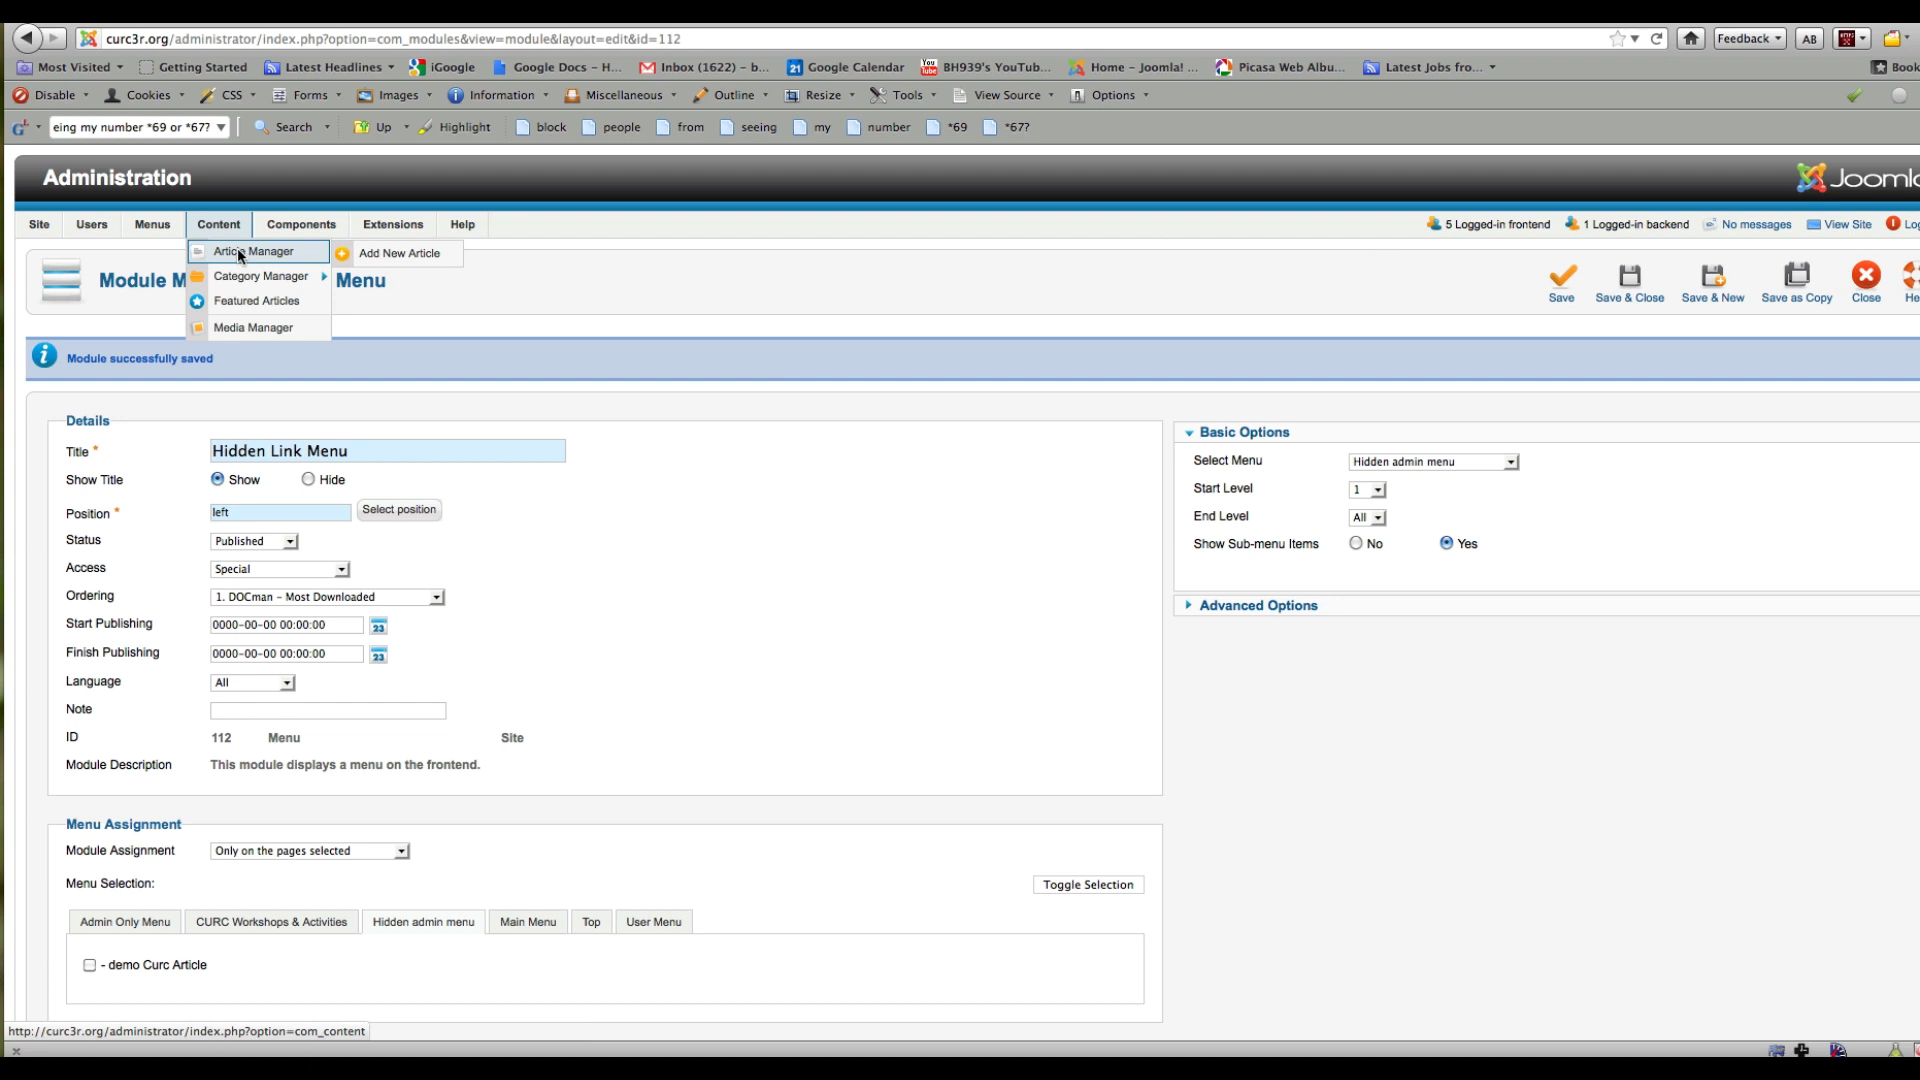 curc3r.org/administrator/index.php?option=com_modules&view=module&layout=edit&id=112 Feedback AB
Most Visited Getting Started Latest Headlines iGoogle Google Docs - H... Inbox (1622) - b... Google Calendar BH939's YouTub... Home - Joomla! ... Picasa Web Albu... Latest Jobs fro... Book
Disable Cookies CSS Forms Images Information Miscellaneous Outline Resize Tools View Source Options
eing my number *69 or *67? Search Up Highlight block people from seeing my number *69 *67?
Administration Joomla
Site Users Menus Content Components Extensions Help 5 Logged-in frontend 1 Logged-in backend No messages View Site Log
Article Manager Add New Article
Module M Menu
Category Manager
Featured Articles
Media Manager
Save Save & Close Save & New Save as Copy Close He
Module successfully saved
Details
Title * Hidden Link Menu
Show Title Show Hide
Position * left Select position
Status Published
Access Special
Ordering 1. DOCman - Most Downloaded
Start Publishing 0000-00-00 00:00:00 23
Finish Publishing 0000-00-00 00:00:00 23
Language All
Note
ID 112 Menu Site
Module Description This module displays a menu on the frontend.
Basic Options
Select Menu Hidden admin menu
Start Level 1
End Level All
Show Sub-menu Items No Yes
Advanced Options
Menu Assignment
Module Assignment Only on the pages selected
Menu Selection: Toggle Selection
Admin Only Menu CURC Workshops & Activities Hidden admin menu Main Menu Top User Menu
- demo Curc Article
http://curc3r.org/administrator/index.php?option=com_content